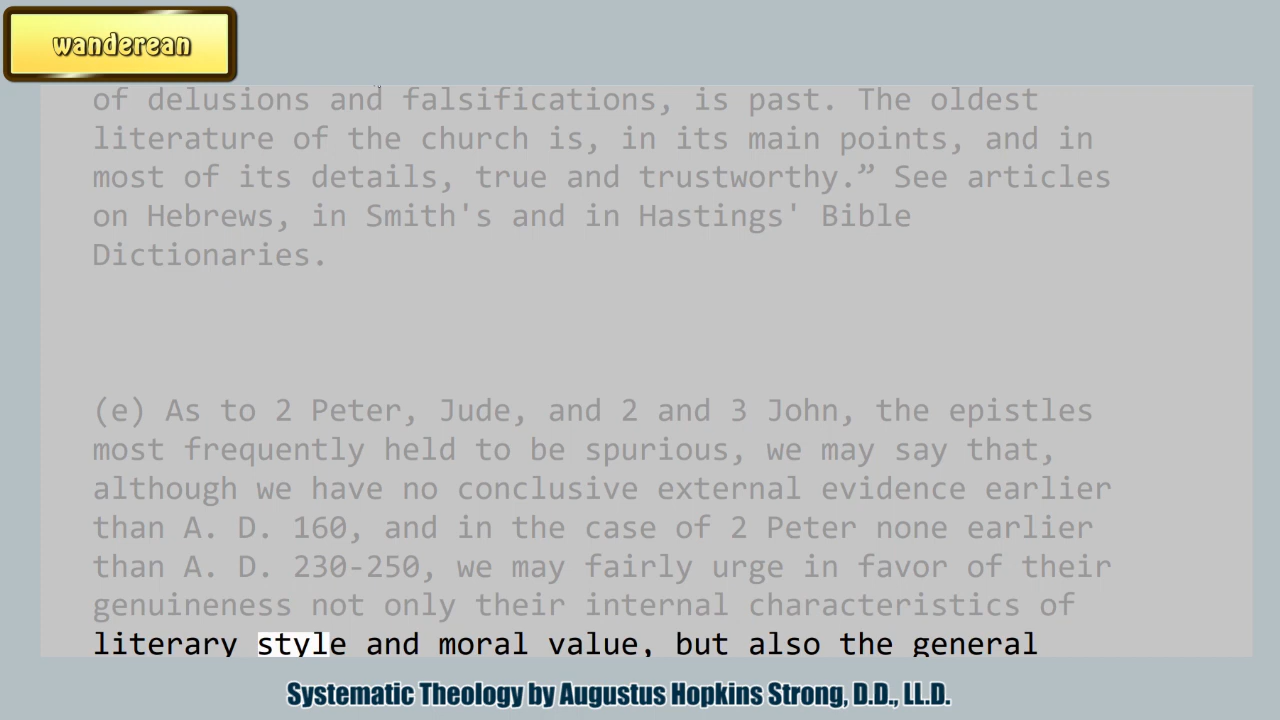 wanderean
of delusions and falsifications, is past. The oldest
literature of the church is, in its main points, and in
most of its details, true and trustworthy.” See articles
on Hebrews, in Smith's and in Hastings' Bible
Dictionaries.
(e) As to 2 Peter, Jude, and 2 and 3 John, the epistles
most frequently held to be spurious, we may say that,
although we have no conclusive external evidence earlier
than A. D. 160, and in the case of 2 Peter none earlier
than A. D. 230-250, we may fairly urge in favor of their
genuineness not only their internal characteristics of
literary style and moral value, but also the general
Systematic Theology by Augustus Hopkins Strong, D.D., LL.D.